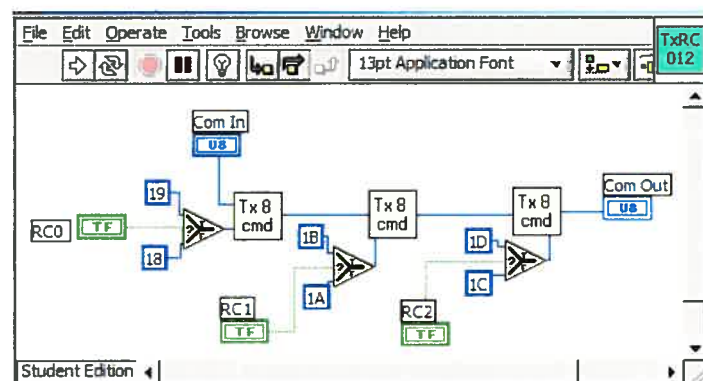 File Edit Operate Tools Browse Window Help
TxRC
012
13pt Application Font
Com In
U8
19
Tx 8
cmd
Tx 8
cmd
Tx 8
cmd
Com Out
U8
RC0
TF
18
1B
1D
1A
1C
RC1
TF
RC2
TF
Student Edition